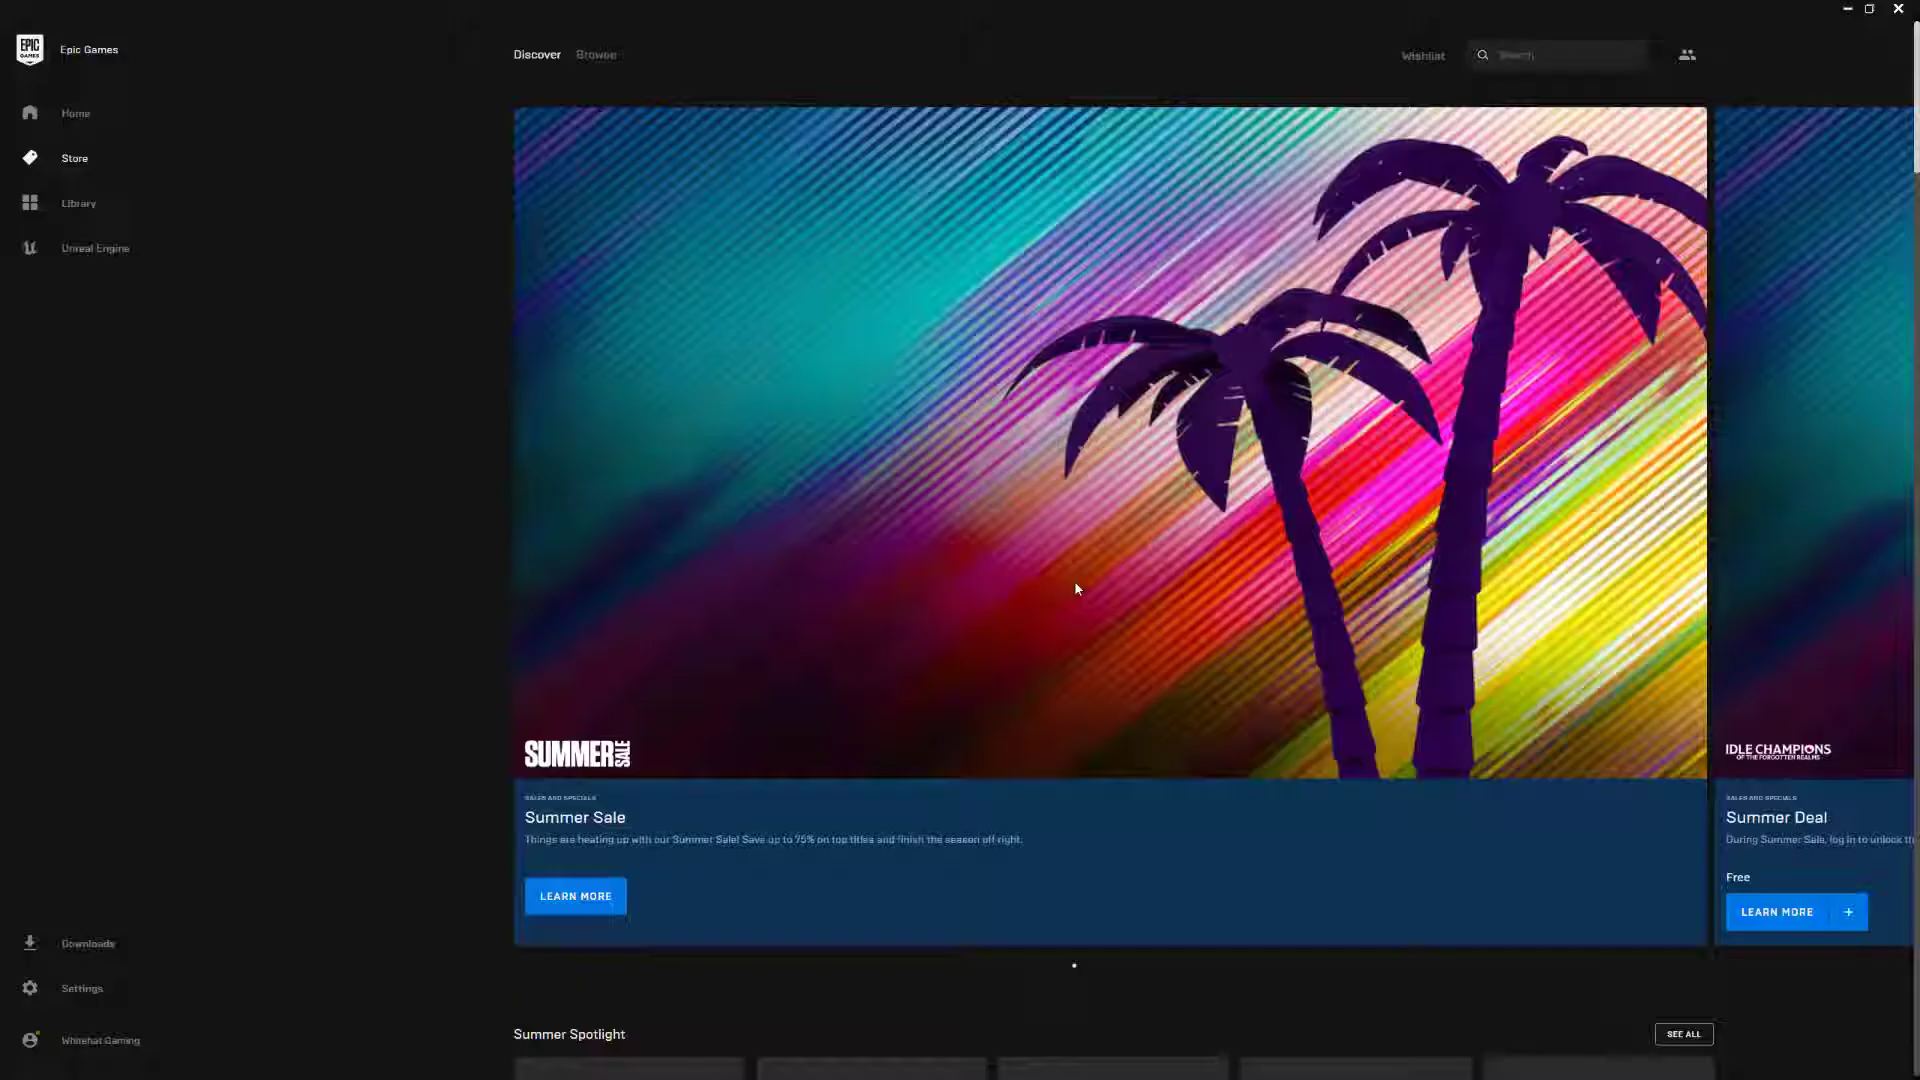 EPIC GAMES
Epic Games
Home
Store
Library
Unreal Engine
Downloads
Settings
Whitehat Gaming
Discover
Browse
Wishlist
Search
SUMMER SALE
SALES AND SPECIALS
Summer Sale
Things are heating up with our Summer Sale! Save up to 75% on top titles and finish the season off right.
LEARN MORE
IDLE CHAMPIONS
OF THE FORGOTTEN REALMS
SALES AND SPECIALS
Summer Deal
During Summer Sale, log in to unlock th
Free
LEARN MORE +
Summer Spotlight
SEE ALL